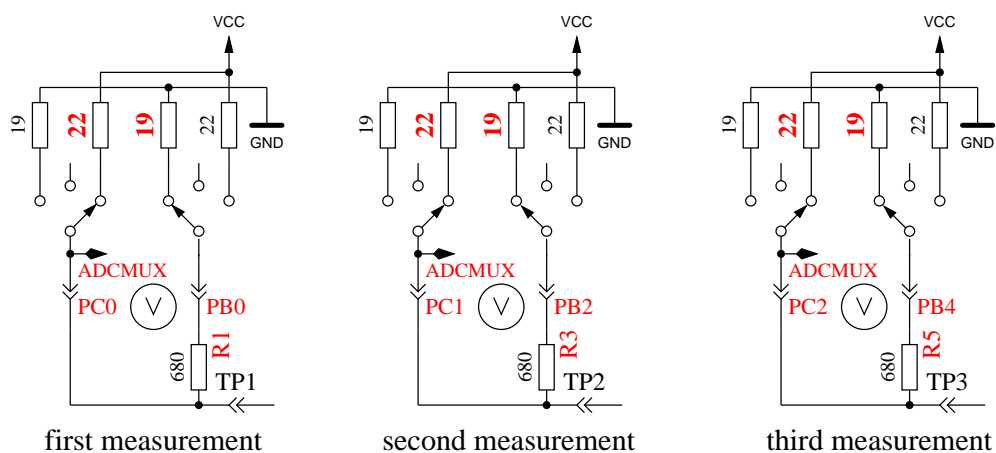 VCC VCC VCC
19 22 19 22 GND 19 22 19 22 GND 19 22 19 22 GND
ADCMUX ADCMUX ADCMUX
PC0 V PB0 PC1 V PB2 PC2 V PB4
680 R1 680 R3 680 R5
TP1 TP2 TP3
first measurement second measurement third measurement